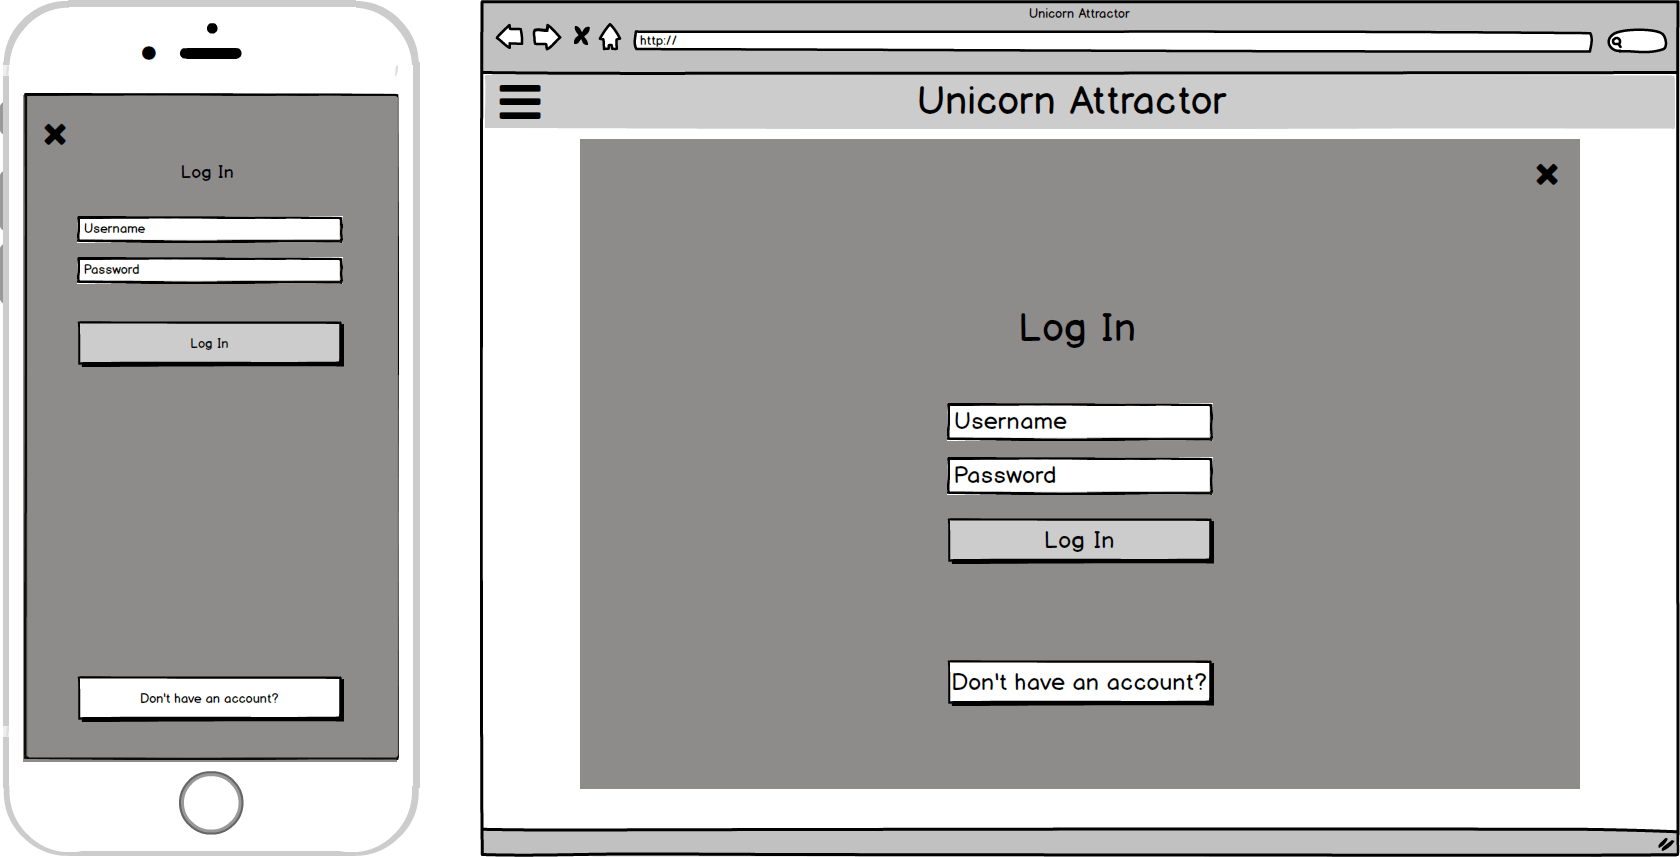 Log In
Username
Password
Log In
Don't have an account?
Unicorn Attractor
http://
Unicorn Attractor
Log In
Username
Password
Log In
Don't have an account?